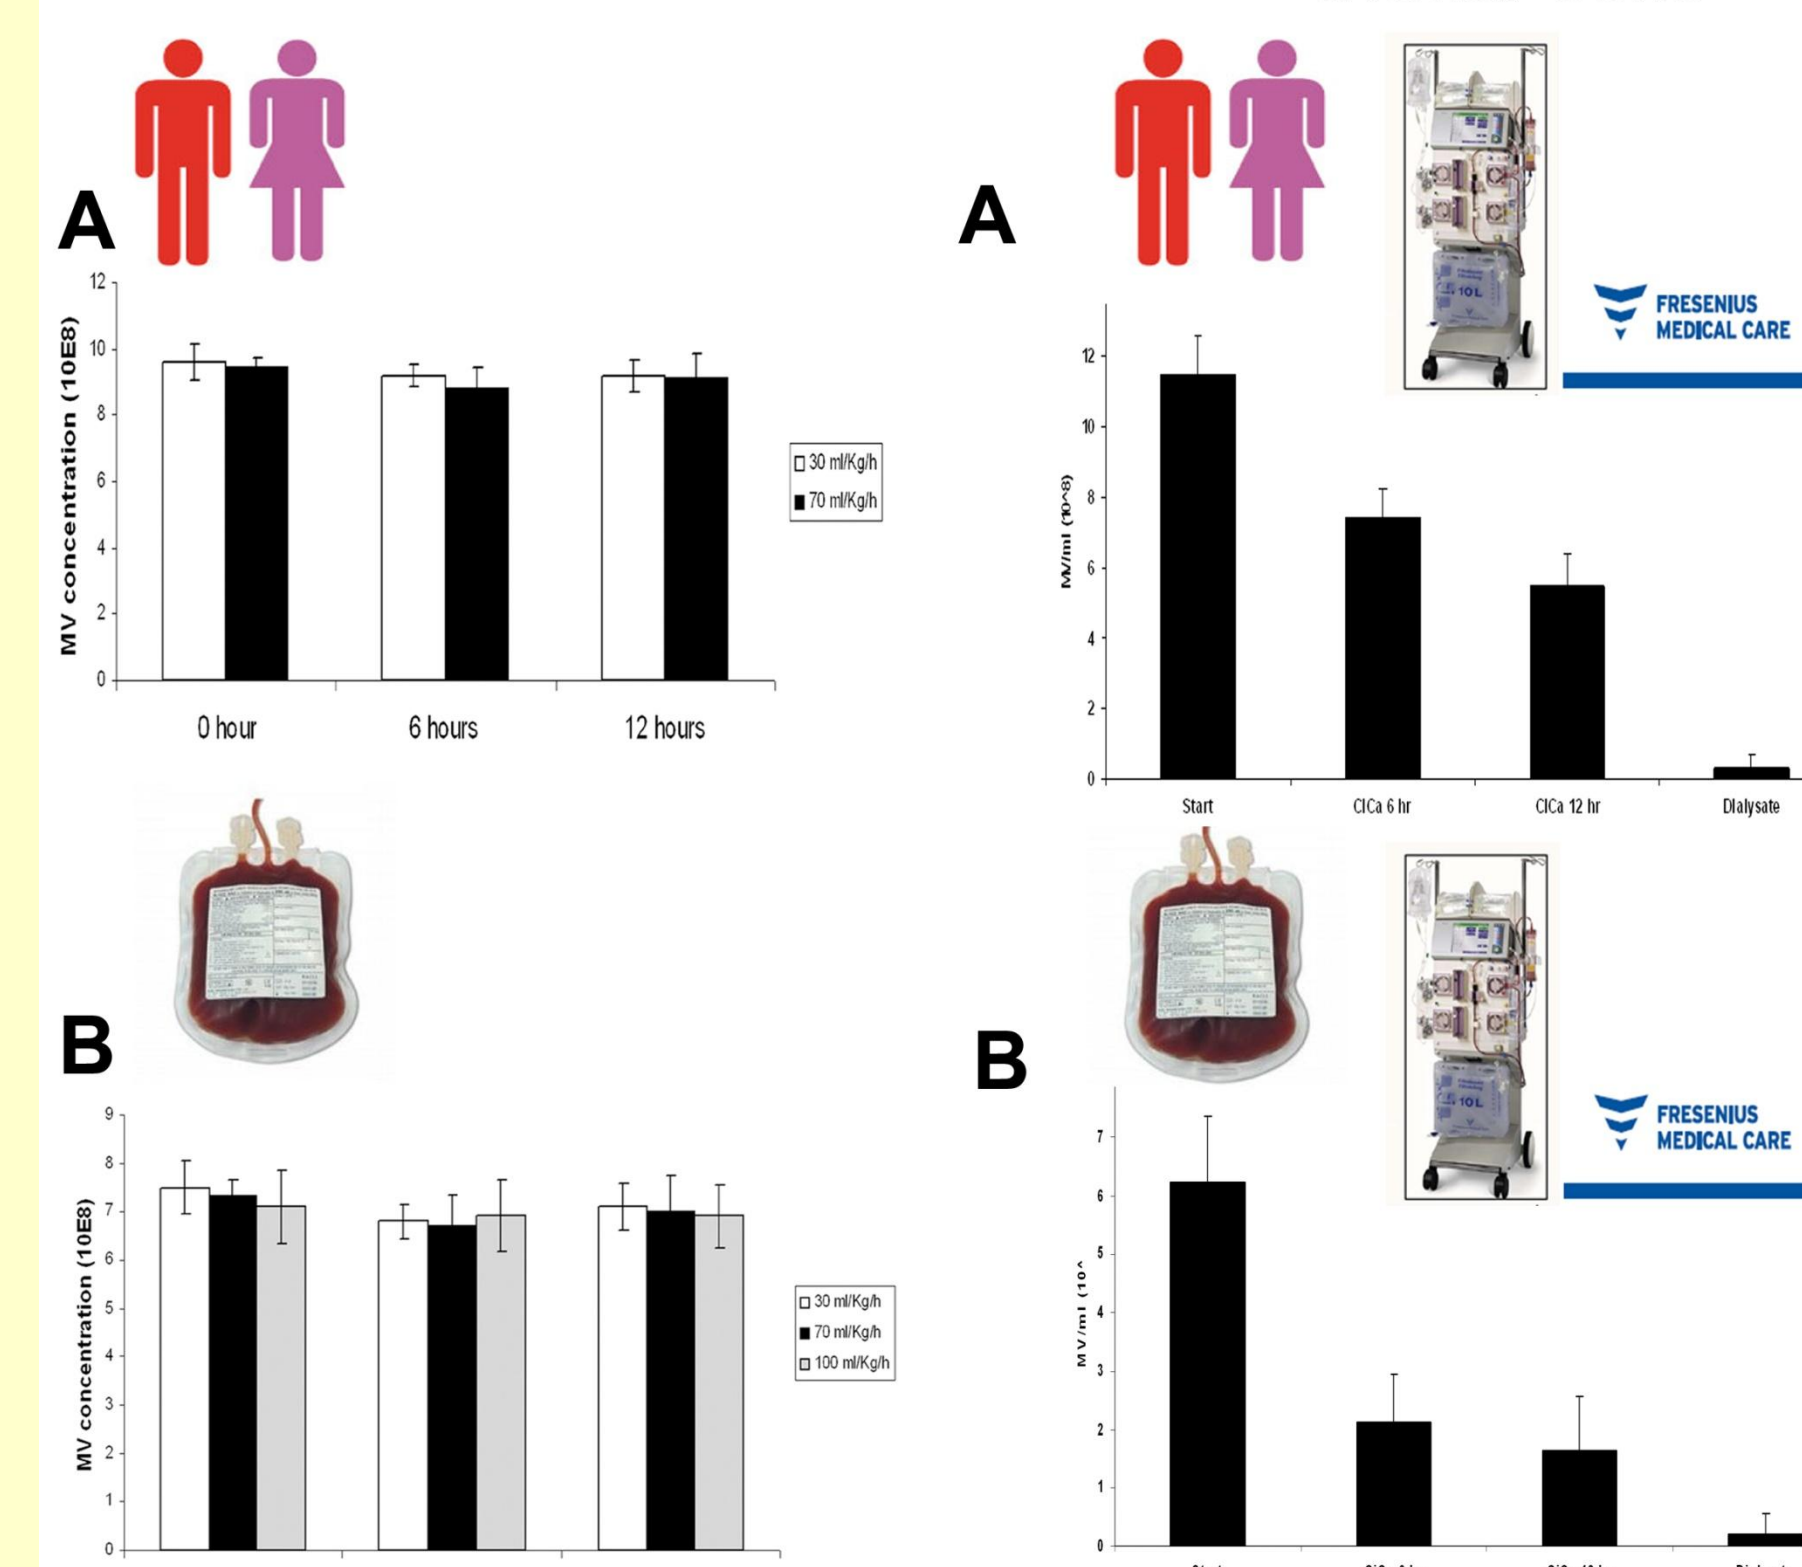 A
12
10
8
6
4
2
0
MV concentration (10E8)
30 ml/Kg/h
70 ml/Kg/h
0 hour
6 hours
12 hours
B
9
8
7
6
5
4
3
2
1
0
MV concentration (10E8)
30 ml/Kg/h
70 ml/Kg/h
100 ml/Kg/h
A
10L
FRESENIUS
MEDICAL CARE
12
10
8
6
4
2
0
MV/ml (10^8)
Start
CICa 6 hr
CICa 12 hr
Dialysate
B
10L
FRESENIUS
MEDICAL CARE
7
6
5
4
3
2
1
0
MV/ml (10^